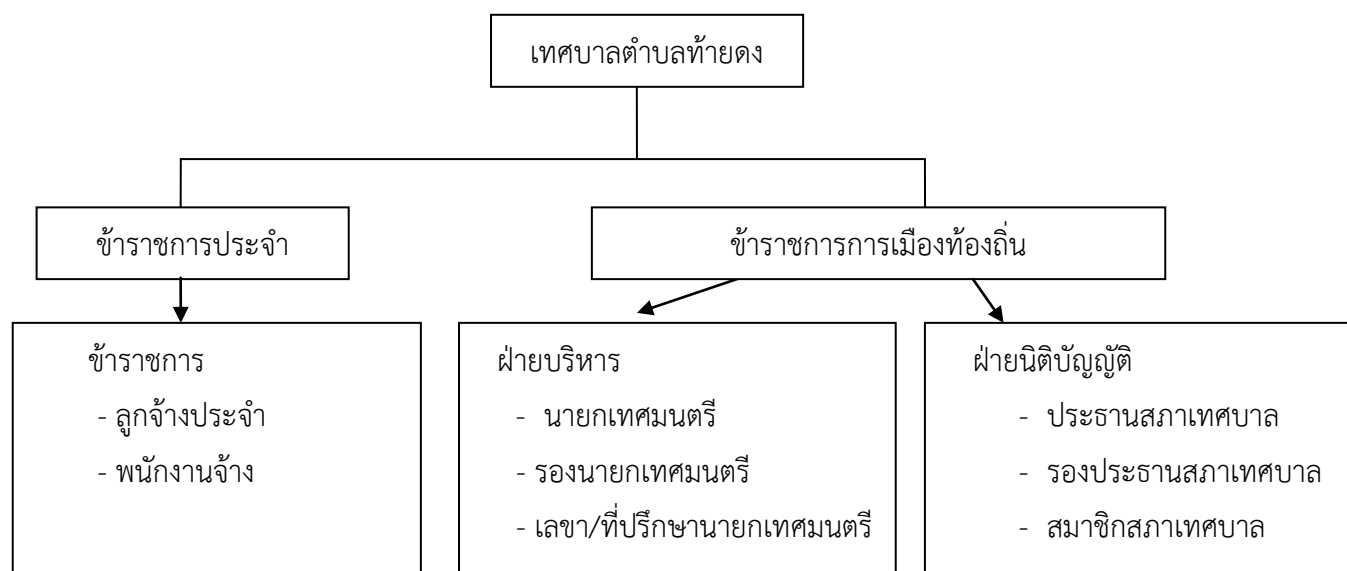 เทศบาลตำบลท้ายดง
ข้าราชการประจำ
ข้าราชการการเมืองท้องถิ่น
ข้าราชการ
- ลูกจ้างประจำ
- พนักงานจ้าง
ฝ่ายบริหาร
- นายกเทศมนตรี
- รองนายกเทศมนตรี
- เลขา/ที่ปรึกษานายกเทศมนตรี
ฝ่ายนิติบัญญัติ
- ประธานสภาเทศบาล
- รองประธานสภาเทศบาล
- สมาชิกสภาเทศบาล